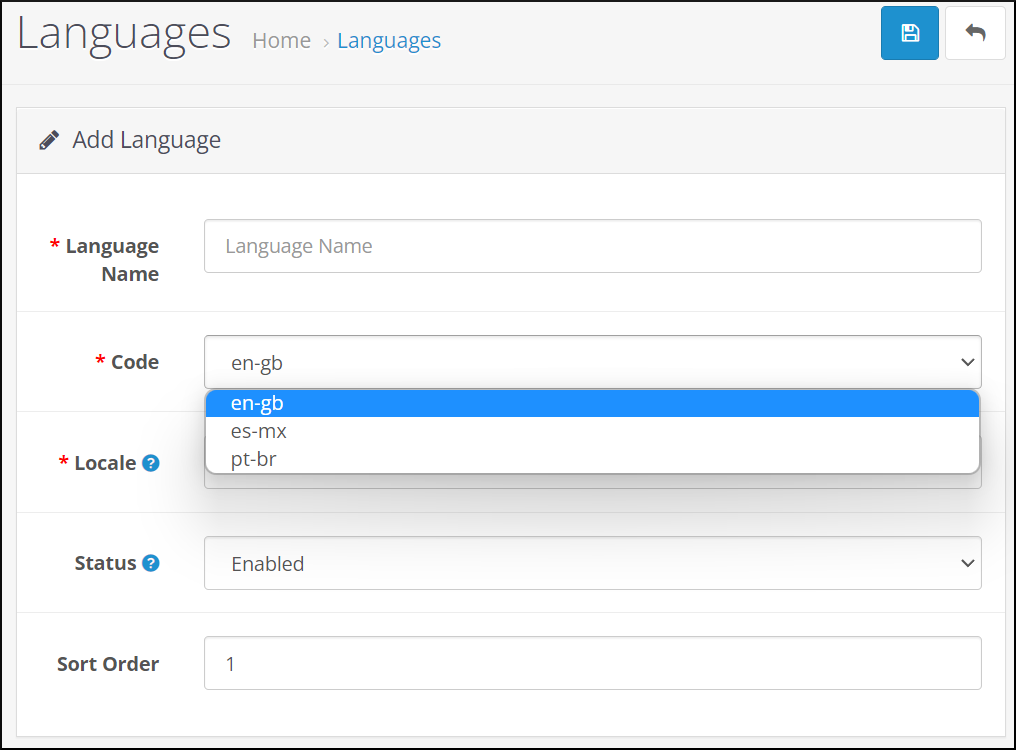 Languages
Home › Languages
Add Language
* Language Name
Language Name
* Code
en-gb
en-gb
es-mx
pt-br
* Locale ?
Status ?
Enabled
Sort Order
1